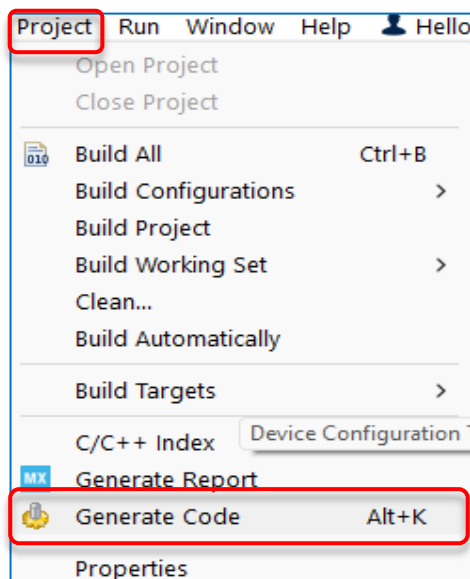 Project Run Window Help Hello
Open Project
Close Project
010
Build All Ctrl+B
Build Configurations >
Build Project
Build Working Set >
Clean...
Build Automatically
Build Targets >
C/C++ Index Device Configuration
MX Generate Report
Generate Code Alt+K
Properties